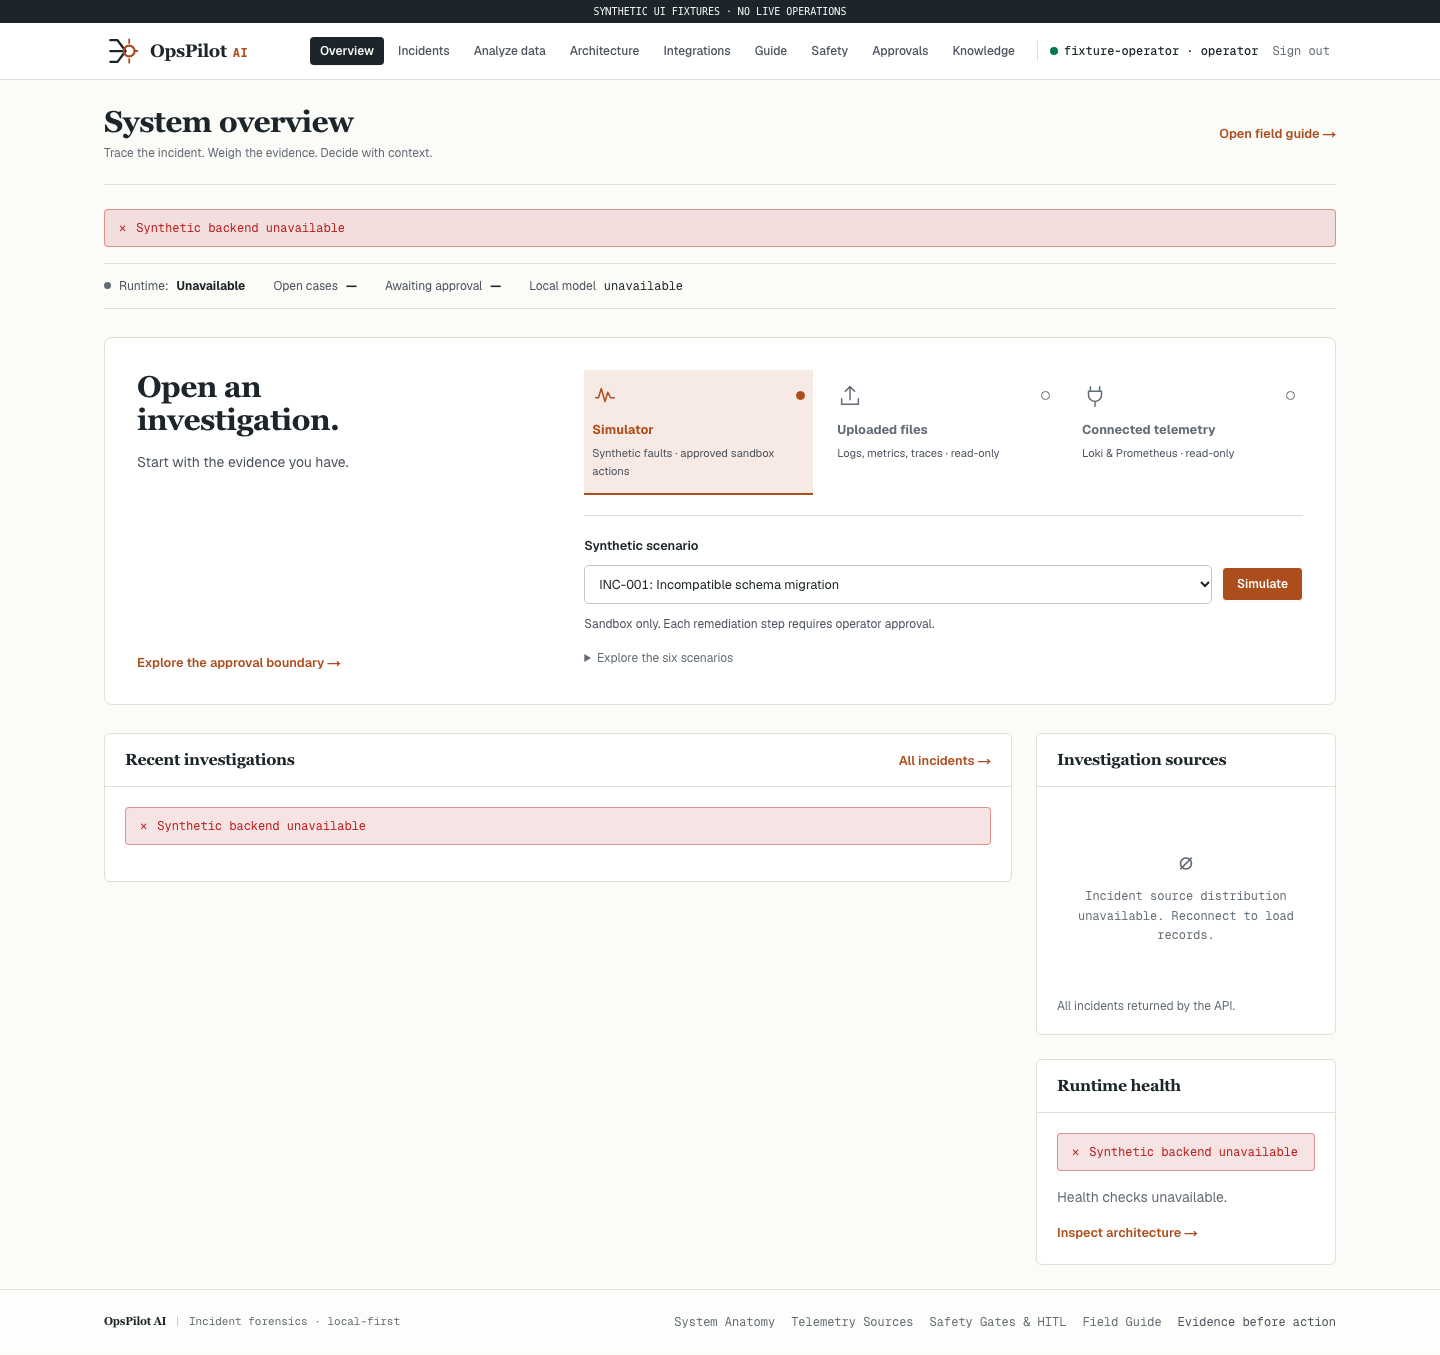 SYNTHETIC UI FIXTURES · NO LIVE OPERATIONS
OpsPilot AI
Overview Incidents Analyze data Architecture Integrations Guide Safety Approvals Knowledge fixture-operator · operator Sign out
System overview
Trace the incident. Weigh the evidence. Decide with context.
Open field guide →
× Synthetic backend unavailable
Runtime: Unavailable Open cases — Awaiting approval — Local model unavailable
Open an
investigation.
Start with the evidence you have.
Explore the approval boundary →
Simulator
Synthetic faults · approved sandbox
actions
Uploaded files
Logs, metrics, traces · read-only
Connected telemetry
Loki & Prometheus · read-only
Synthetic scenario
INC-001: Incompatible schema migration
Simulate
Sandbox only. Each remediation step requires operator approval.
▶ Explore the six scenarios
Recent investigations
All incidents →
× Synthetic backend unavailable
Investigation sources
∅
Incident source distribution
unavailable. Reconnect to load
records.
All incidents returned by the API.
Runtime health
× Synthetic backend unavailable
Health checks unavailable.
Inspect architecture →
OpsPilot AI Incident forensics · local-first
System Anatomy Telemetry Sources Safety Gates & HITL Field Guide Evidence before action